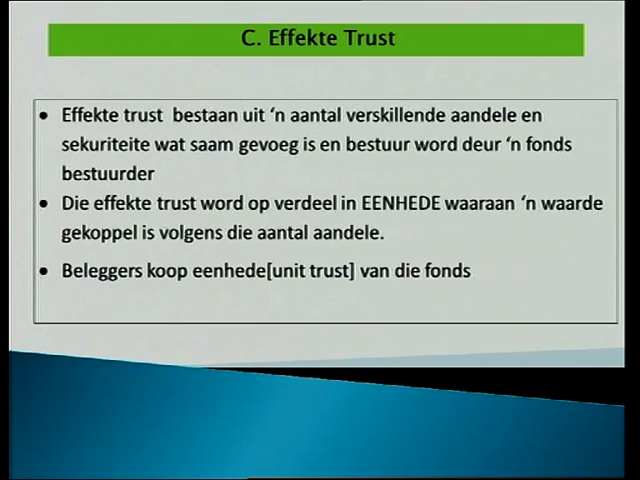 C. Effekte Trust
• Effekte trust  bestaan uit ‘n aantal verskillende aandele en
sekuriteite wat saam gevoeg is en bestuur word deur ‘n fonds
bestuurder
• Die effekte trust word op verdeel in EENHEDE waaraan ‘n waarde
gekoppel is volgens die aantal aandele.
• Beleggers koop eenhede[unit trust] van die fonds